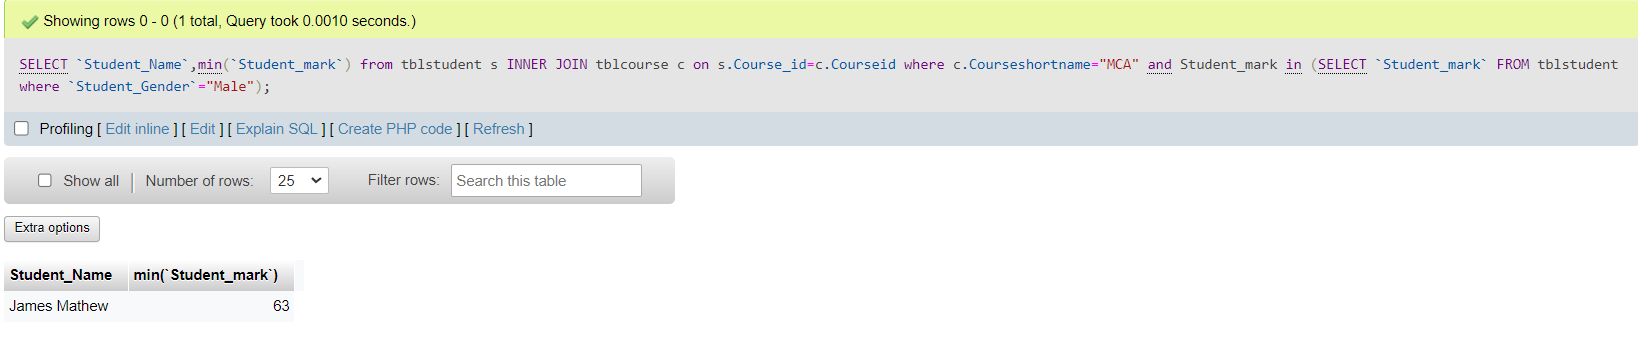 Showing rows 0 - 0 (1 total, Query took 0.0010 seconds.)
SELECT `Student_Name`,min(`Student_mark`) from tblstudent s INNER JOIN tblcourse c on s.Course_id=c.Courseid where c.Courseshortname="MCA" and Student_mark in (SELECT `Student_mark` FROM tblstudent
where `Student_Gender`="Male");
Profiling [ Edit inline ] [ Edit ] [ Explain SQL ] [ Create PHP code ] [ Refresh ]
Show all | Number of rows: 25 Filter rows: Search this table
Extra options
Student_Name min(`Student_mark`)
James Mathew 63